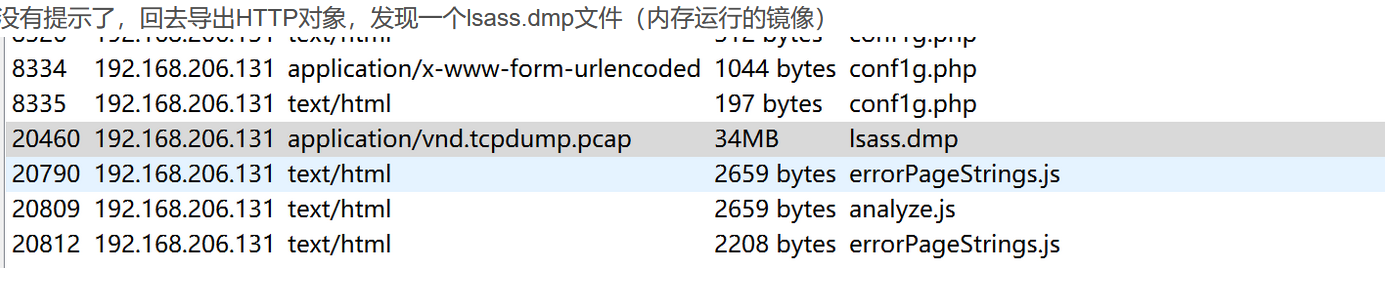 没有提示了，回去导出HTTP对象，发现一个lsass.dmp文件（内存运行的镜像）
8326 192.168.206.131 text/html 512 bytes conf1g.php
8334 192.168.206.131 application/x-www-form-urlencoded 1044 bytes conf1g.php
8335 192.168.206.131 text/html 197 bytes conf1g.php
20460 192.168.206.131 application/vnd.tcpdump.pcap 34MB lsass.dmp
20790 192.168.206.131 text/html 2659 bytes errorPageStrings.js
20809 192.168.206.131 text/html 2659 bytes analyze.js
20812 192.168.206.131 text/html 2208 bytes errorPageStrings.js